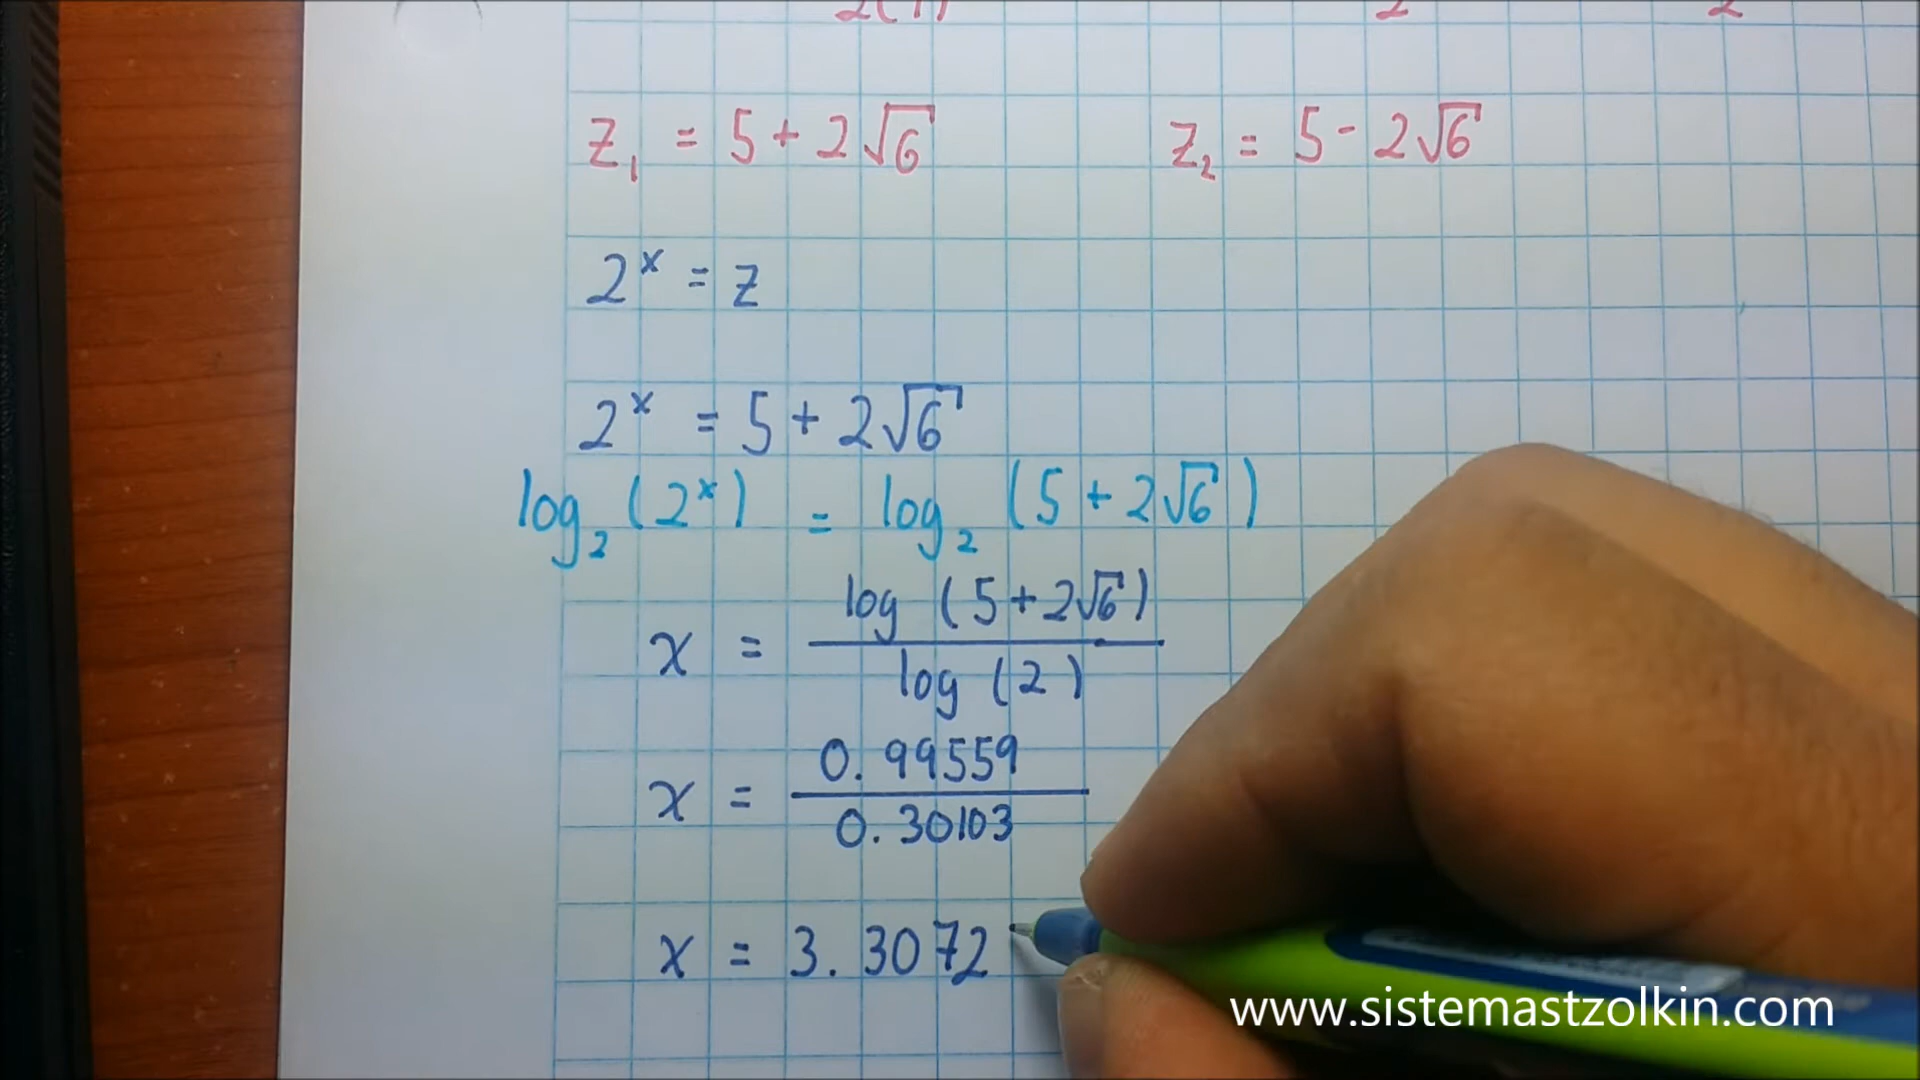 z₁ = 5 + 2√6    z₂ = 5 - 2√6
2ˣ = z
2ˣ = 5 + 2√6
log₂ (2ˣ) = log₂ (5 + 2√6)
x = log (5 + 2√6) / log (2)
x = 0.99559 / 0.30103
x = 3.3072
www.sistemastzolkin.com